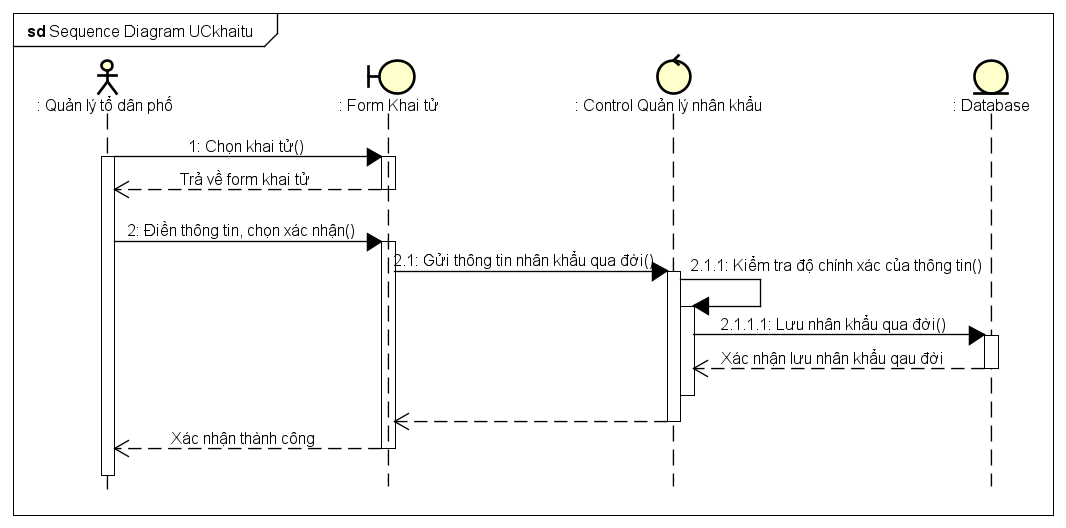 sd Sequence Diagram UCkhaitu
: Quản lý tổ dân phố
: Form Khai tử
: Control Quản lý nhân khẩu
: Database
1: Chọn khai tử()
Trả về form khai tử
2: Điền thông tin, chọn xác nhận()
2.1: Gửi thông tin nhân khẩu qua đời()
2.1.1: Kiểm tra độ chính xác của thông tin()
2.1.1.1: Lưu nhân khẩu qua đời()
Xác nhận lưu nhân khẩu qau đời
Xác nhận thành công